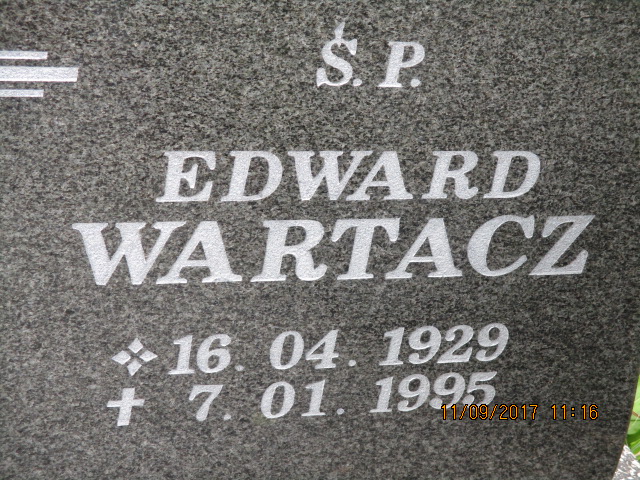 Ś. P.
EDWARD
WARTACZ
16. 04. 1929
7. 01. 1995
11/09/2017 11:16